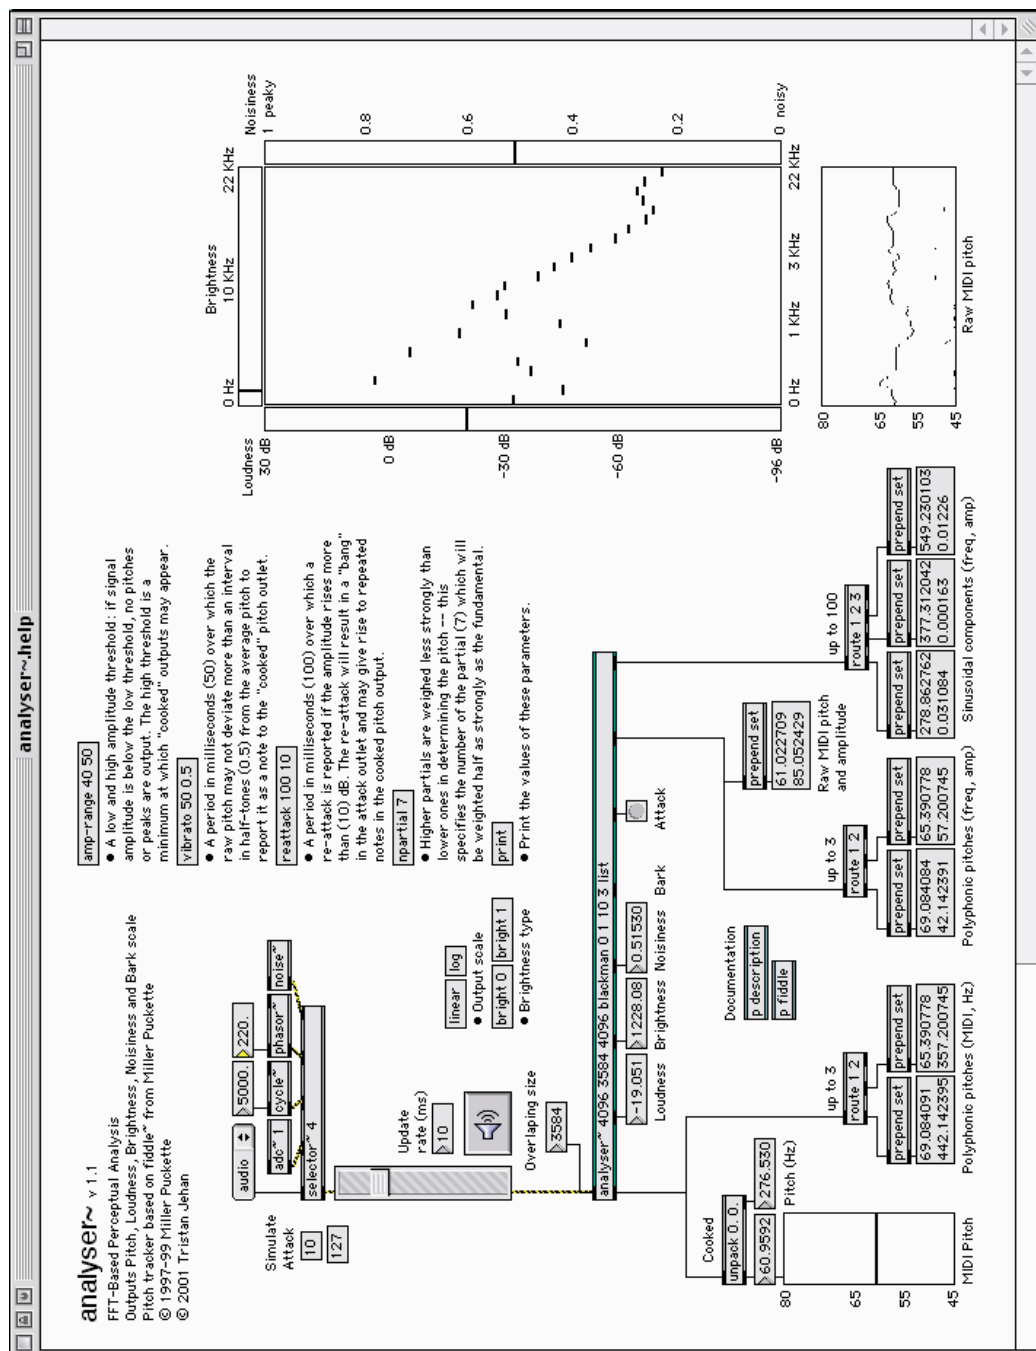 analyser~.help
analyser~ v 1.1
FFT-Based Perceptual Analysis
Outputs Pitch, Loudness, Brightness, Noisiness and Bark scale
Pitch tracker based on fiddle~ from Miller Puckette
© 1997-99 Miller Puckette
© 2001 Tristan Jehan
audio
5000.
220.
adc~ 1
cycle~
phasor~
noise~
selector~ 4
Simulate
Attack
10
127
Update
rate (ms)
10
Overlaping size
3584
linear
log
● Output scale
bright 0
bright 1
● Brightness type
amp-range 40 50
● A low and high amplitude threshold: if signal
amplitude is below the low threshold, no pitches
or peaks are output. The high threshold is a
minimum at which "cooked" outputs may appear.
vibrato 50 0.5
● A period in milliseconds (50) over which the
raw pitch may not deviate more than an interval
in half-tones (0.5) from the average pitch to
report it as a note to the "cooked" pitch outlet.
reattack 100 10
● A period in milliseconds (100) over which a
re-attack is reported if the amplitude rises more
than (10) dB. The re-attack will result in a "bang"
in the attack outlet and may give rise to repeated
notes in the cooked pitch output.
npartial 7
● Higher partials are weighed less strongly than
lower ones in determining the pitch -- this
specifies the number of the partial (7) which will
be weighted half as strongly as the fundamental.
print
● Print the values of these parameters.
analyser~ 4096 3584 4096 blackman 0 1 10 3 list
-19.051
1228.08
0.51530
Loudness
Brightness
Noisiness
Bark
Attack
Documentation
p description
p fiddle
Cooked
unpack 0. 0.
60.9592
276.530
Pitch (Hz)
80
65
55
45
MIDI Pitch
up to 3
route 1 2
prepend set
prepend set
69.084091
442.142395
65.390778
357.200745
Polyphonic pitches (MIDI, Hz)
up to 3
route 1 2
prepend set
prepend set
69.084084
42.142391
65.390778
57.200745
Polyphonic pitches (freq, amp)
prepend set
61.022709
85.052429
Raw MIDI pitch
and amplitude
up to 100
route 1 2 3
prepend set
prepend set
prepend set
278.862762
0.031084
377.312042
0.000163
549.230103
0.01226
Sinusoidal components (freq, amp)
Brightness
0 Hz
10 KHz
22 KHz
Loudness
30 dB
0 dB
-30 dB
-60 dB
-96 dB
Noisiness
1 peaky
0.8
0.6
0.4
0.2
0 noisy
0 Hz
1 KHz
3 KHz
22 KHz
80
65
55
45
Raw MIDI pitch